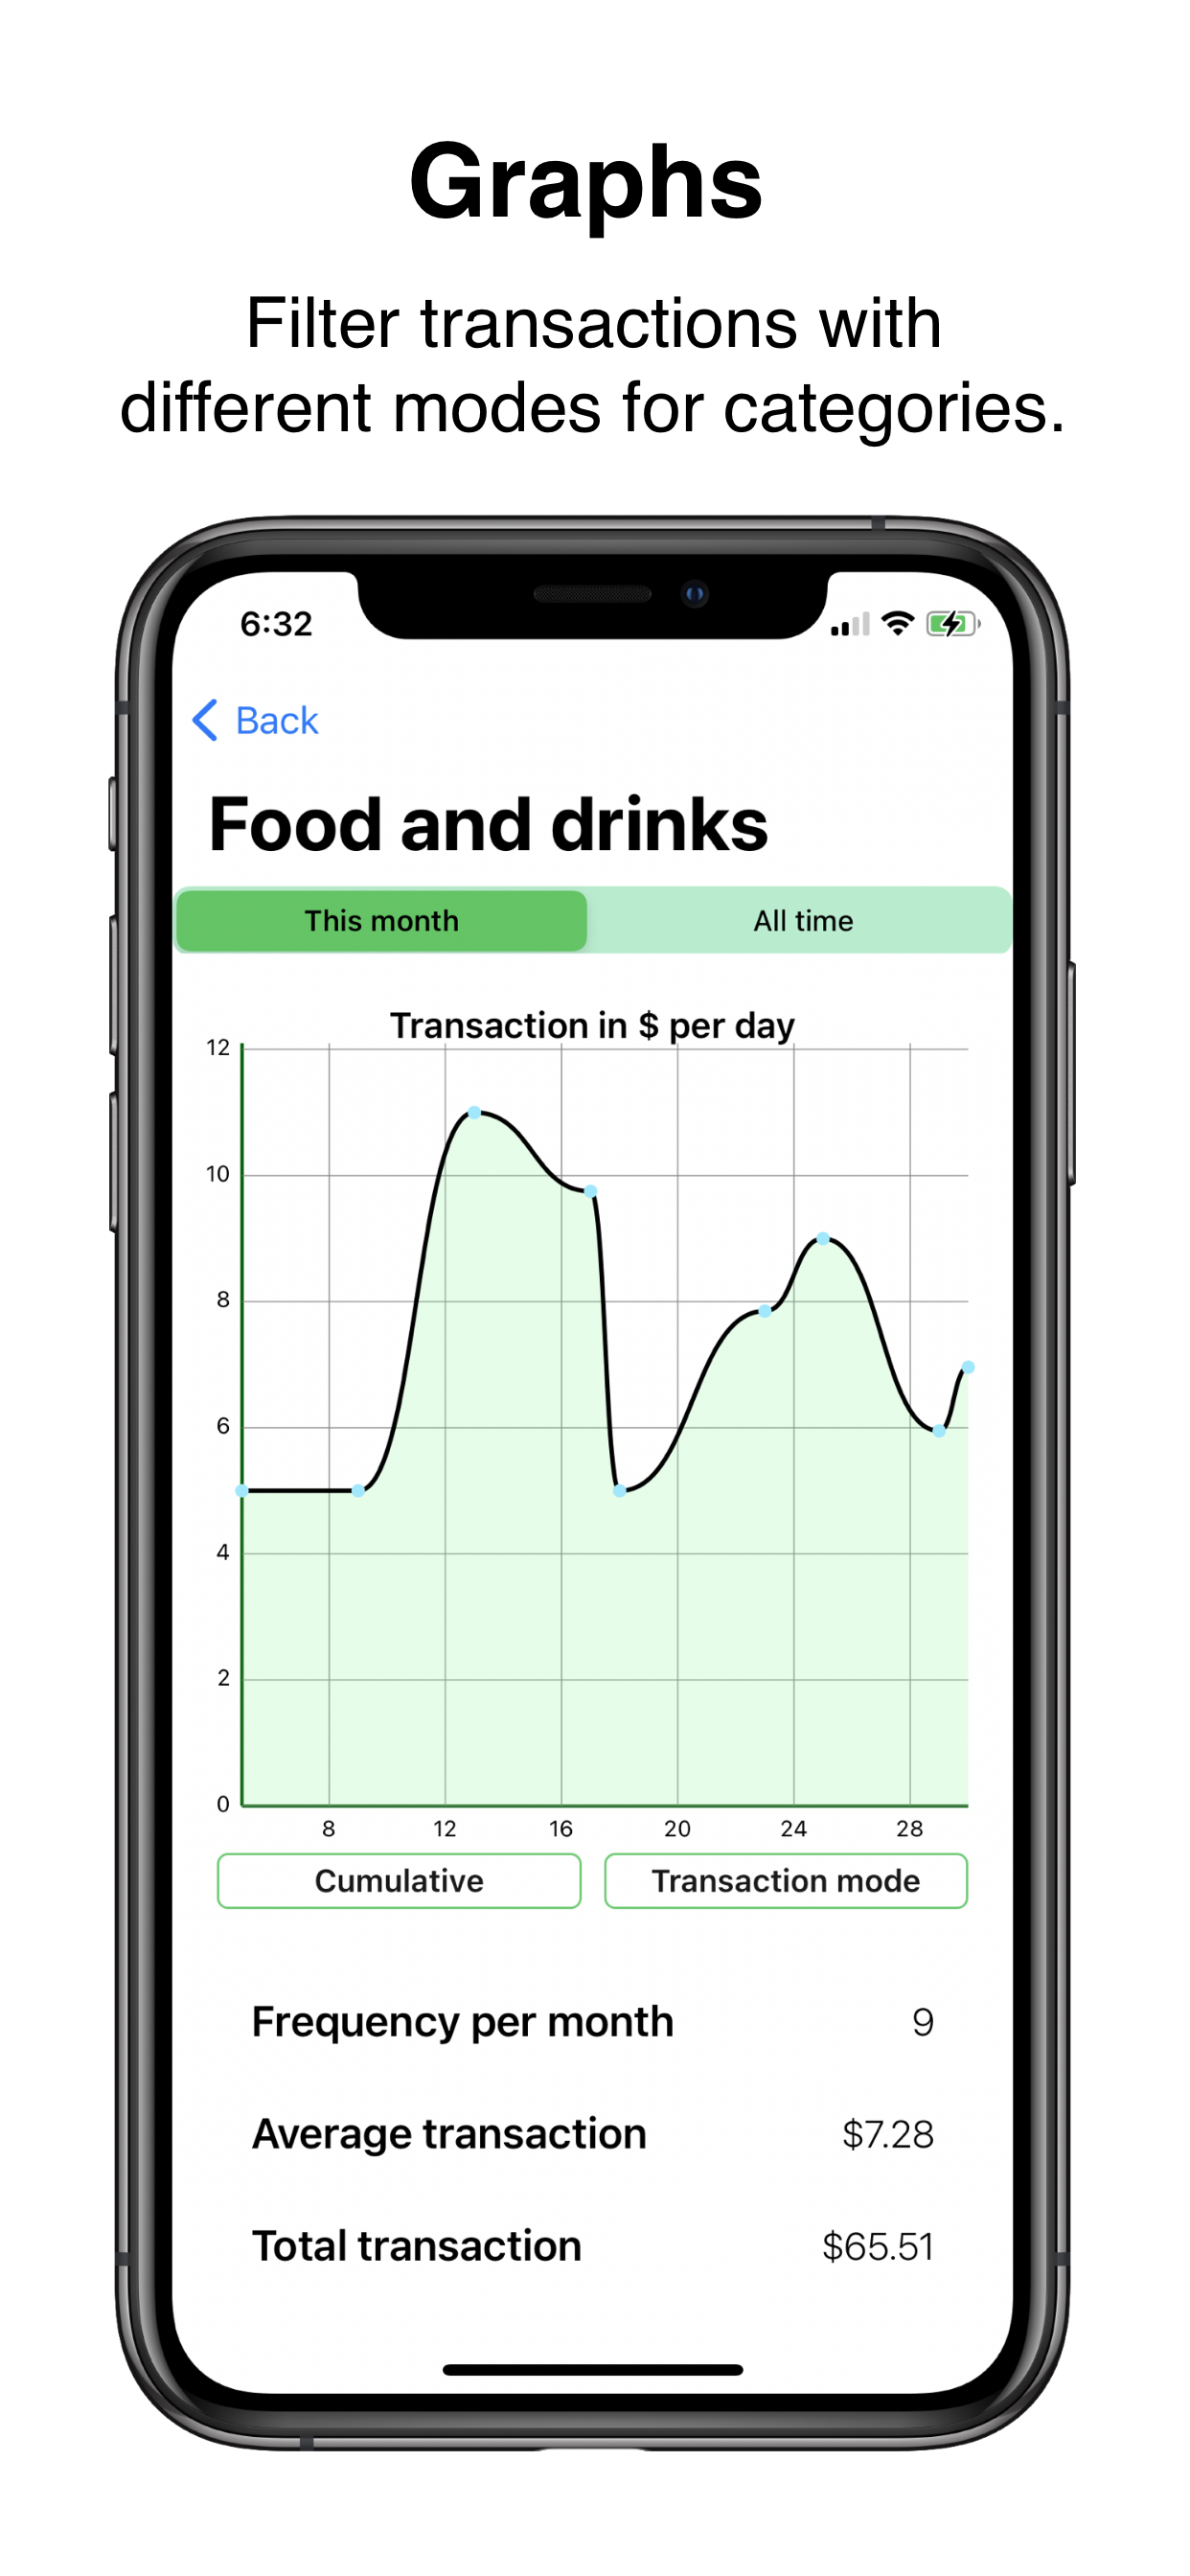 Graphs
Filter transactions with
different modes for categories.
6:32
Back
Food and drinks
This month
All time
Transaction in $ per day
12
10
8
6
4
2
0
8 12 16 20 24 28
Cumulative
Transaction mode
Frequency per month 9
Average transaction $7.28
Total transaction $65.51